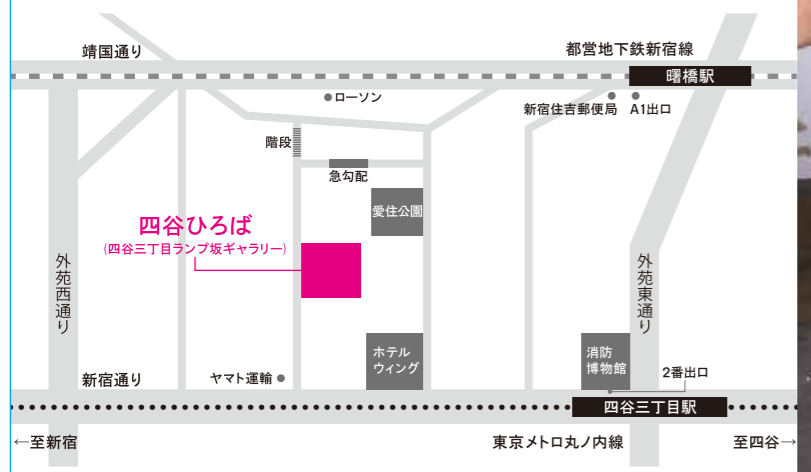 靖国通り
都営地下鉄新宿線
曙橋駅
ローソン
新宿住吉郵便局
A1出口
階段
急勾配
愛住公園
四谷ひろば
(四谷三丁目ランプ坂ギャラリー)
外苑西通り
外苑東通り
ホテル
ウィング
消防
博物館
2番出口
新宿通り
ヤマト運輸
四谷三丁目駅
←至新宿
東京メトロ丸ノ内線
至四谷→